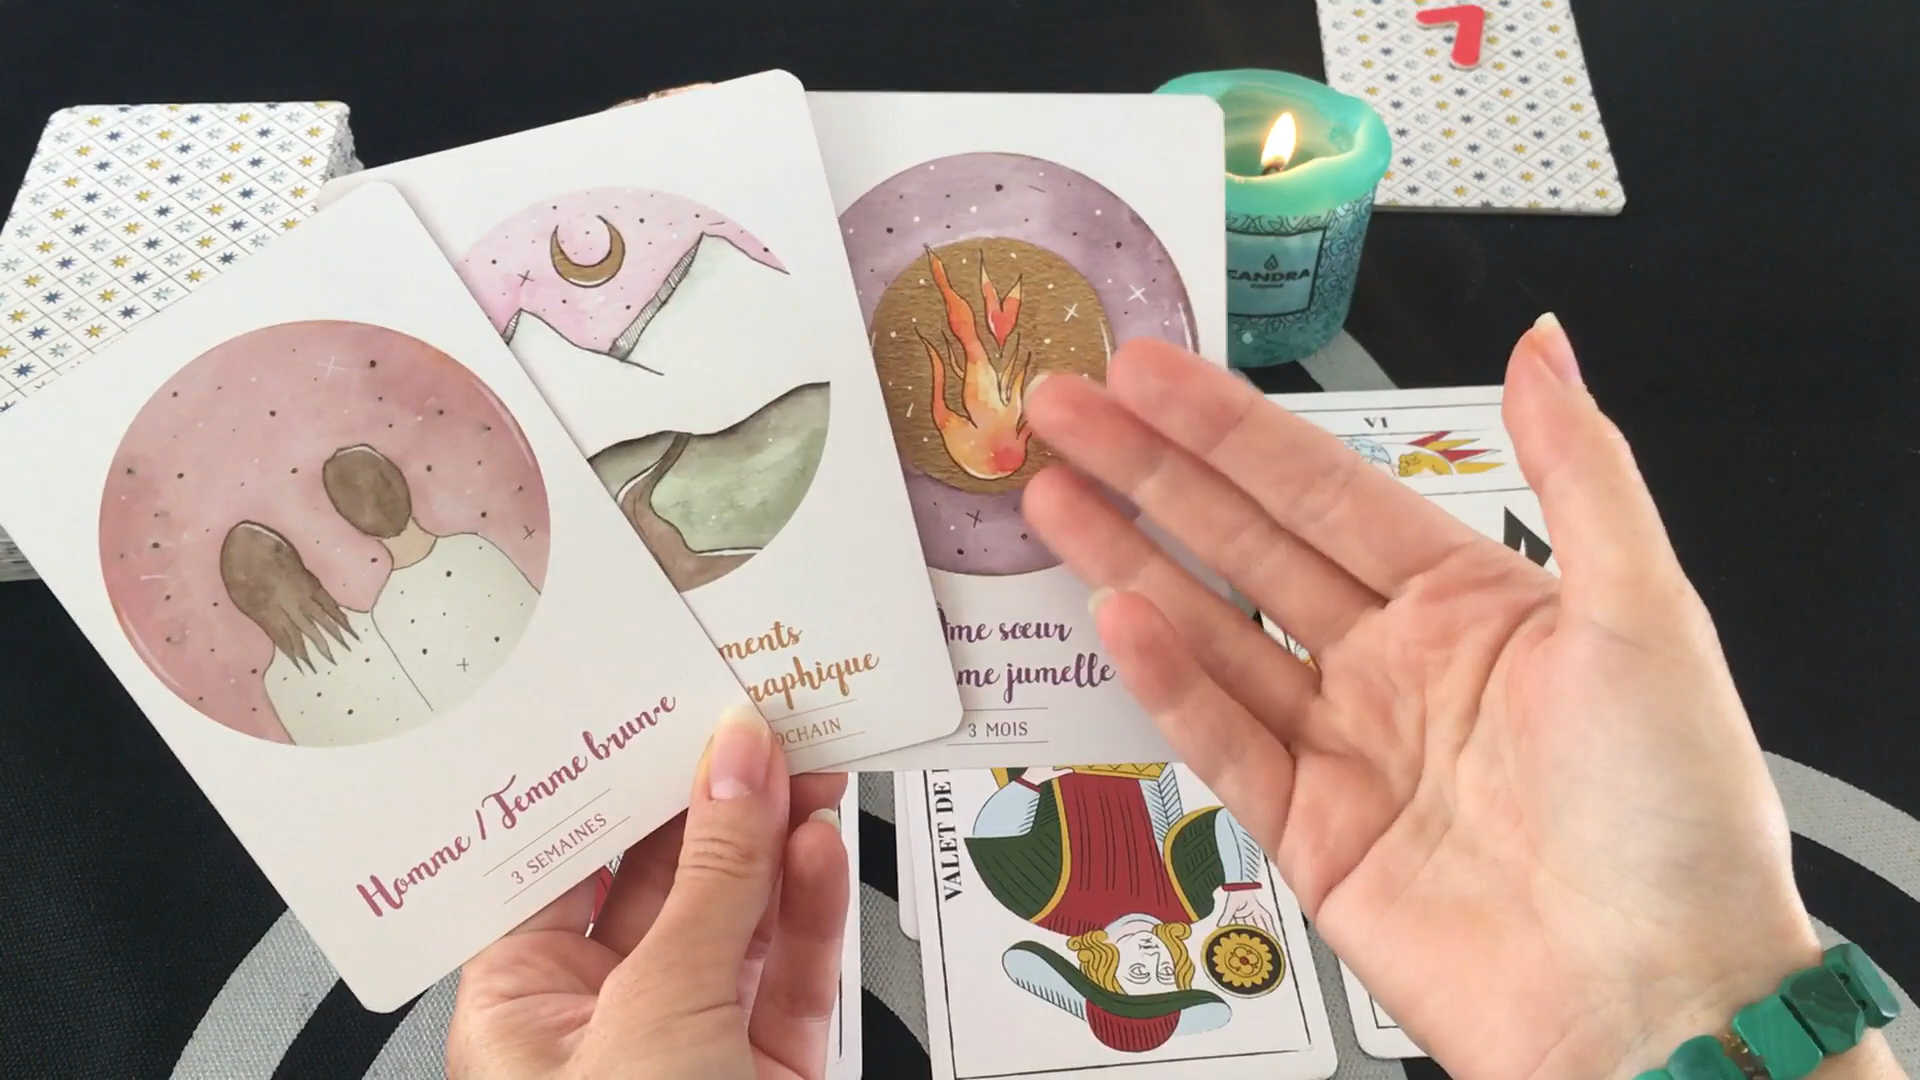 Homme / Femme brun·e
3 SEMAINES
me sœur
me jumelle
3 MOIS
ments
raphique
OCHAIN
CANDRA
VI
VALET DE
7